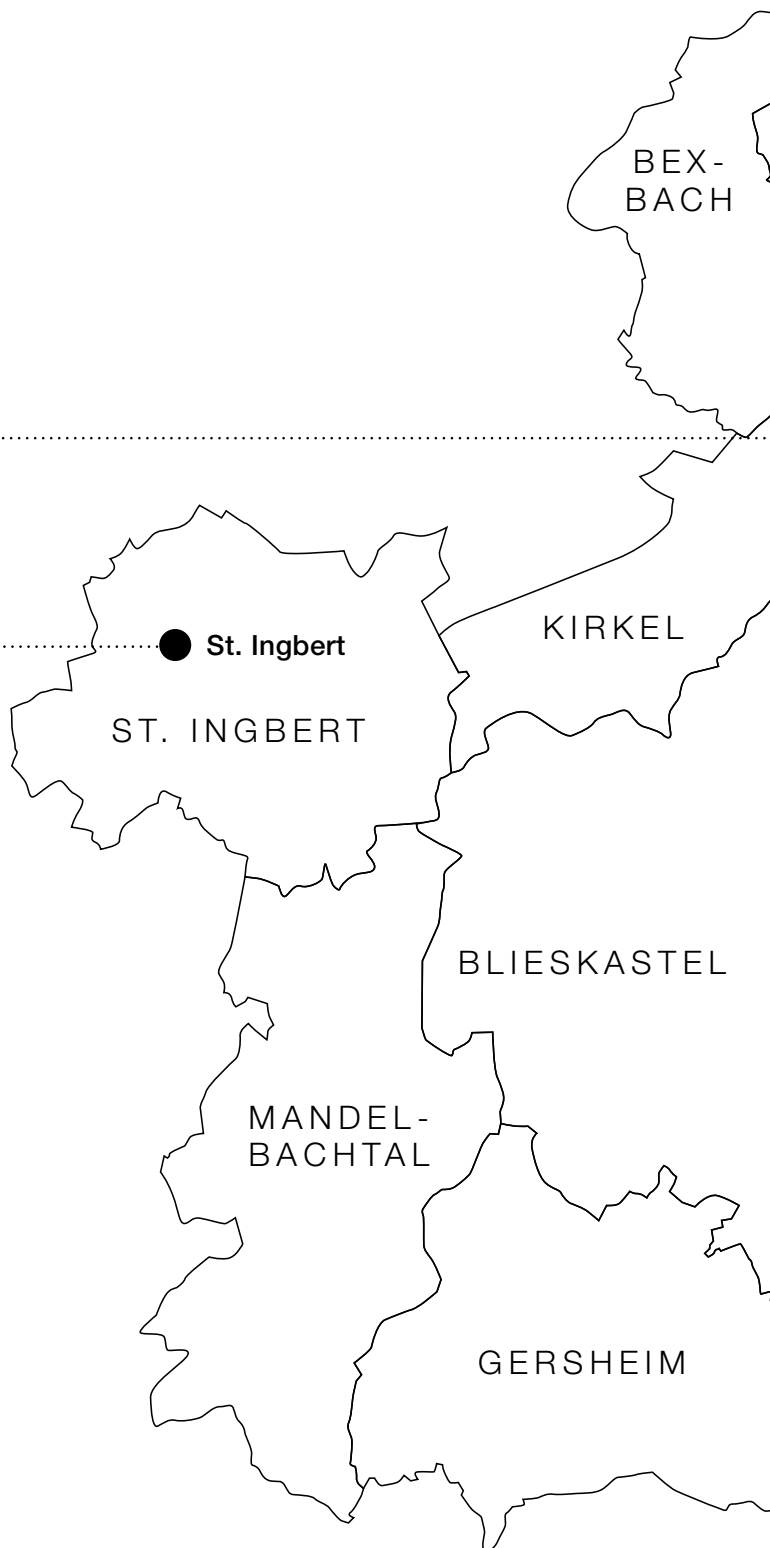 BEX-
BACH
KIRKEL
St. Ingbert
ST. INGBERT
BLIESKASTEL
MANDEL-
BACHTAL
GERSHEIM